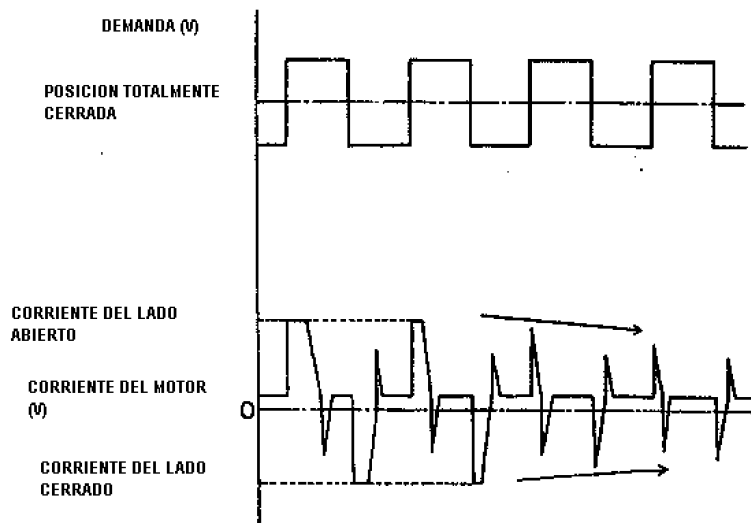 DEMANDA (V)
POSICION TOTALMENTE
CERRADA
CORRIENTE DEL LADO
ABIERTO
CORRIENTE DEL MOTOR
(V)
0
CORRIENTE DEL LADO
CERRADO